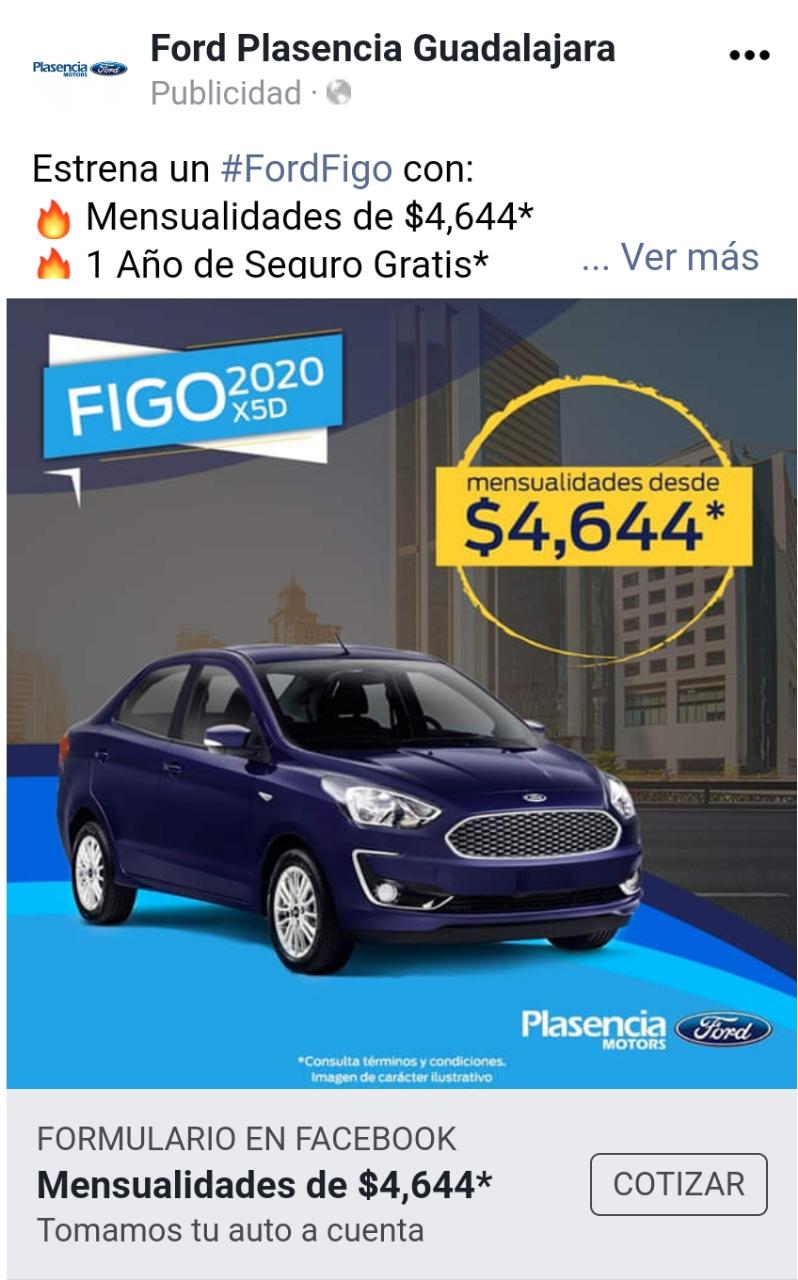 Plasencia
MOTORS
Ford
Ford Plasencia Guadalajara
Publicidad ·
Estrena un #FordFigo con:
🔥 Mensualidades de $4,644*
🔥 1 Año de Seguro Gratis*
... Ver más
FIGO 2020
X5D
mensualidades desde
$4,644*
Plasencia
MOTORS
Ford
*Consulta términos y condiciones.
Imagen de carácter ilustrativo
FORMULARIO EN FACEBOOK
Mensualidades de $4,644*
Tomamos tu auto a cuenta
COTIZAR